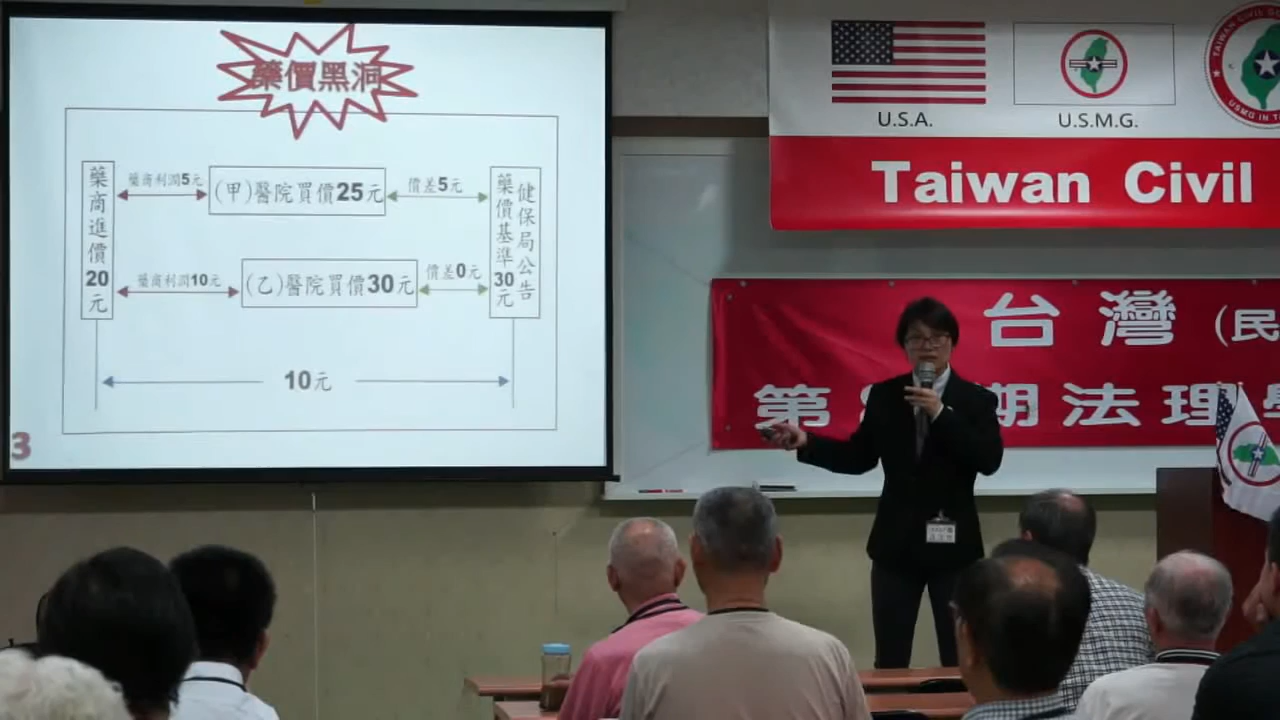 藥價黑洞
藥商進價20元
藥商利潤5元
(甲)醫院買價25元
價差5元
藥商利潤10元
(乙)醫院買價30元
價差0元
健保局公告
藥價基準30元
10元
3
U.S.A.
U.S.M.G.
Taiwan Civil
台灣(民
第
期法理學